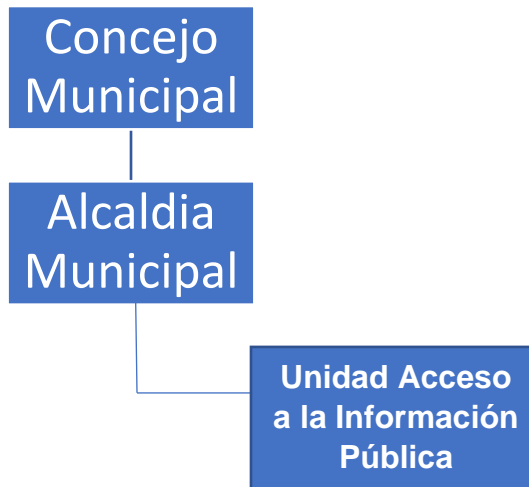 Concejo
Municipal
Alcaldia
Municipal
Unidad Acceso
a la Información
Pública